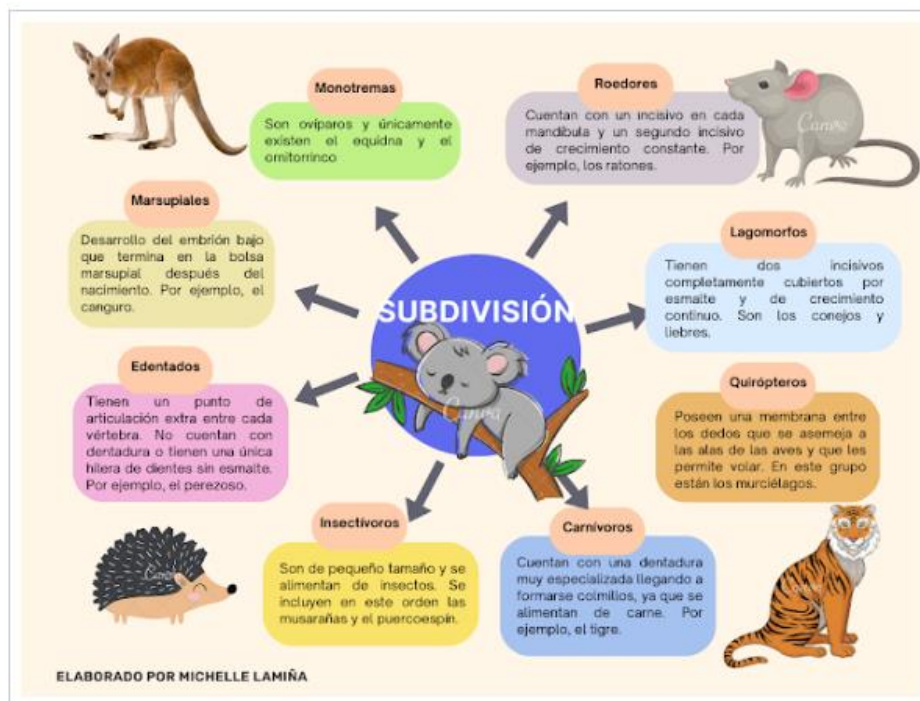 Monotremas
Son ovíparos y únicamente
existen el equidna y el
ornitorrinco
Roedores
Cuentan con un incisivo en cada
mandíbula y un segundo incisivo
de crecimiento constante. Por
ejemplo, los ratones.
Marsupiales
Desarrollo del embrión bajo
que termina en la bolsa
marsupial después del
nacimiento. Por ejemplo, el
canguro.
Lagomorfos
Tienen dos incisivos
completamente cubiertos por
esmalte y de crecimiento
continuo. Son los conejos y
liebres.
SUBDIVISIÓN
Edentados
Tienen un punto de
articulación extra entre cada
vértebra. No cuentan con
dentadura o tienen una única
hilera de dientes sin esmalte.
Por ejemplo, el perezoso.
Quirópteros
Poseen una membrana entre
los dedos que se asemeja a
las alas de las aves y que les
permite volar. En este grupo
están los murciélagos.
Insectívoros
Son de pequeño tamaño y se
alimentan de insectos. Se
incluyen en este orden las
musarañas y el puercoespín.
Carnívoros
Cuentan con una dentadura
muy especializada llegando a
formarse colmillos, ya que se
alimentan de carne. Por
ejemplo, el tigre.
Canva
Canva
Canva
ELABORADO POR MICHELLE LAMIÑA